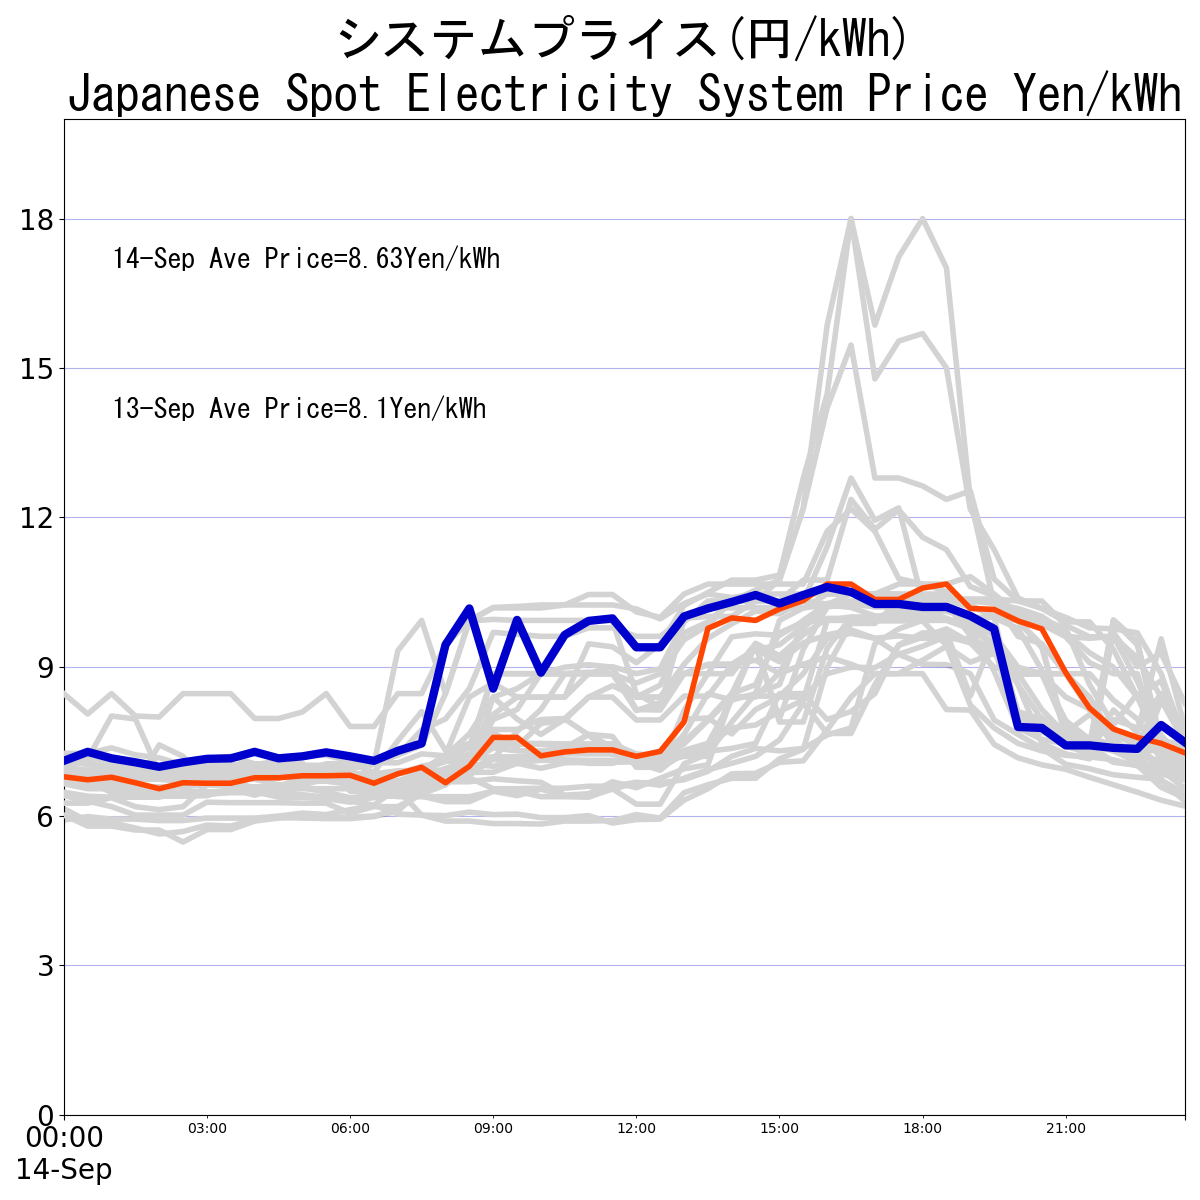 システムプライス(円/kWh)
Japanese Spot Electricity System Price Yen/kWh
18
14-Sep Ave Price=8.63Yen/kWh
15
13-Sep Ave Price=8.1Yen/kWh
12
9
6
3
0
00:00 03:00 06:00 09:00 12:00 15:00 18:00 21:00
14-Sep